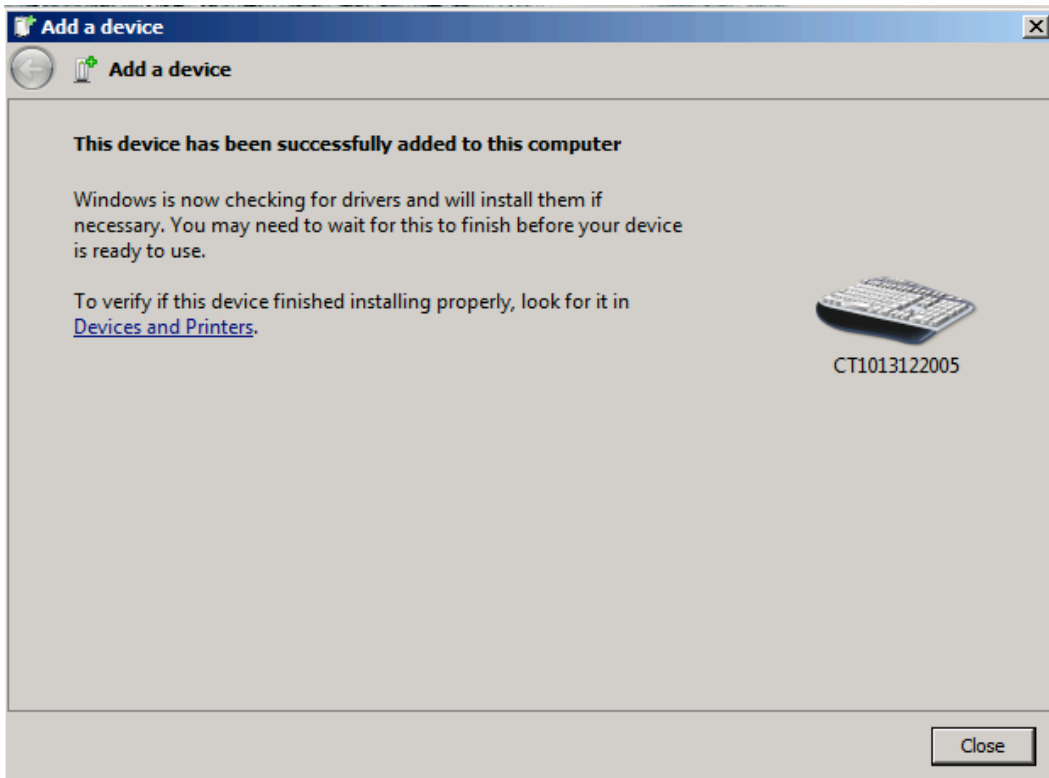 Add a device
Add a device
This device has been successfully added to this computer
Windows is now checking for drivers and will install them if
necessary. You may need to wait for this to finish before your device
is ready to use.
To verify if this device finished installing properly, look for it in
Devices and Printers.
CT1013122005
Close